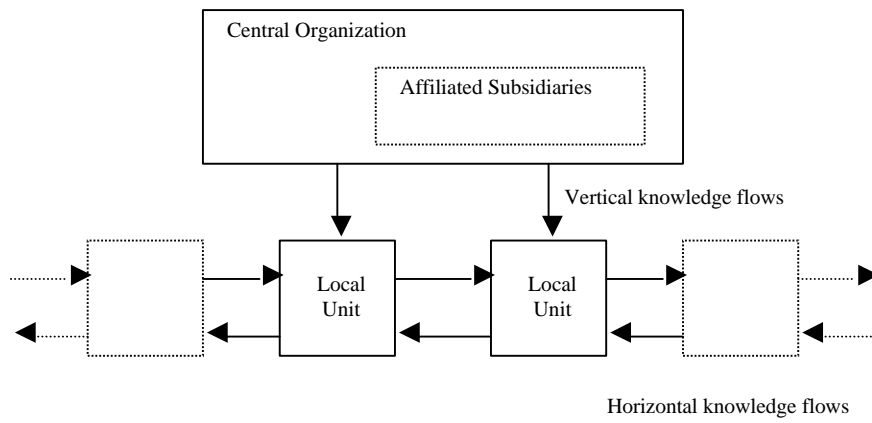 Central Organization
Affiliated Subsidiaries
Vertical knowledge flows
Local
Unit
Local
Unit
Horizontal knowledge flows